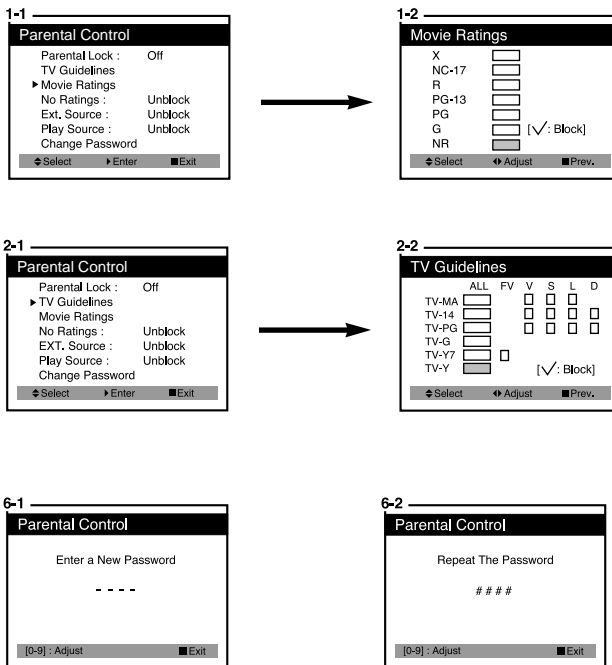 1-1
Parental Control
Parental Lock : Off
TV Guidelines
▶Movie Ratings
No Ratings : Unblock
Ext. Source : Unblock
Play Source : Unblock
Change Password
Select Enter Exit
1-2
Movie Ratings
X
NC-17
R
PG-13
PG
G [✓: Block]
NR
Select Adjust Prev.
2-1
Parental Control
Parental Lock : Off
▶TV Guidelines
Movie Ratings
No Ratings : Unblock
EXT. Source : Unblock
Play Source : Unblock
Change Password
Select Enter Exit
2-2
TV Guidelines
ALL FV V S L D
TV-MA
TV-14
TV-PG
TV-G
TV-Y7
TV-Y [✓: Block]
Select Adjust Prev.
6-1
Parental Control
Enter a New Password
- - - -
[0-9] : Adjust Exit
6-2
Parental Control
Repeat The Password
# # # #
[0-9] : Adjust Exit